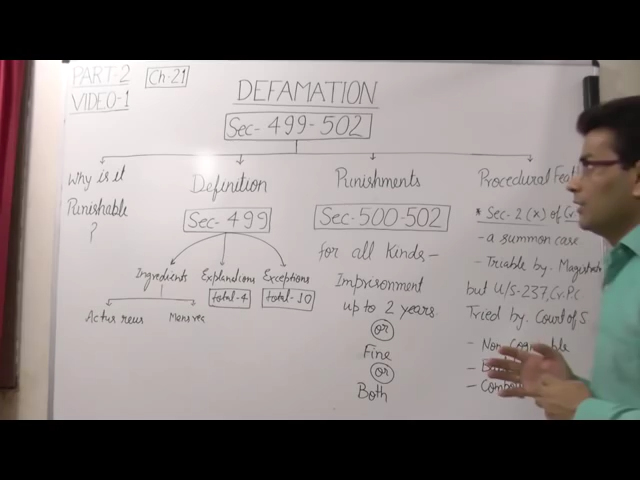 PART-2
Ch-21
VIDEO-1
DEFAMATION
Sec- 499-502
Why is it
Punishable
?
Definition
Sec- 499
Ingredients
Explanations
Exceptions
total-4
total-10
Actus reus
Mens rea
Punishments
Sec-500-502
for all Kinds-
Imprisonment
up to 2 years
or
Fine
or
Both
Procedural Feat
* Sec- 2 (x) of
- a summon case
- Triable by. Magistrate
but U/S-237, Cr.P.C.
Tried by. Court of S
- Non Cognizable